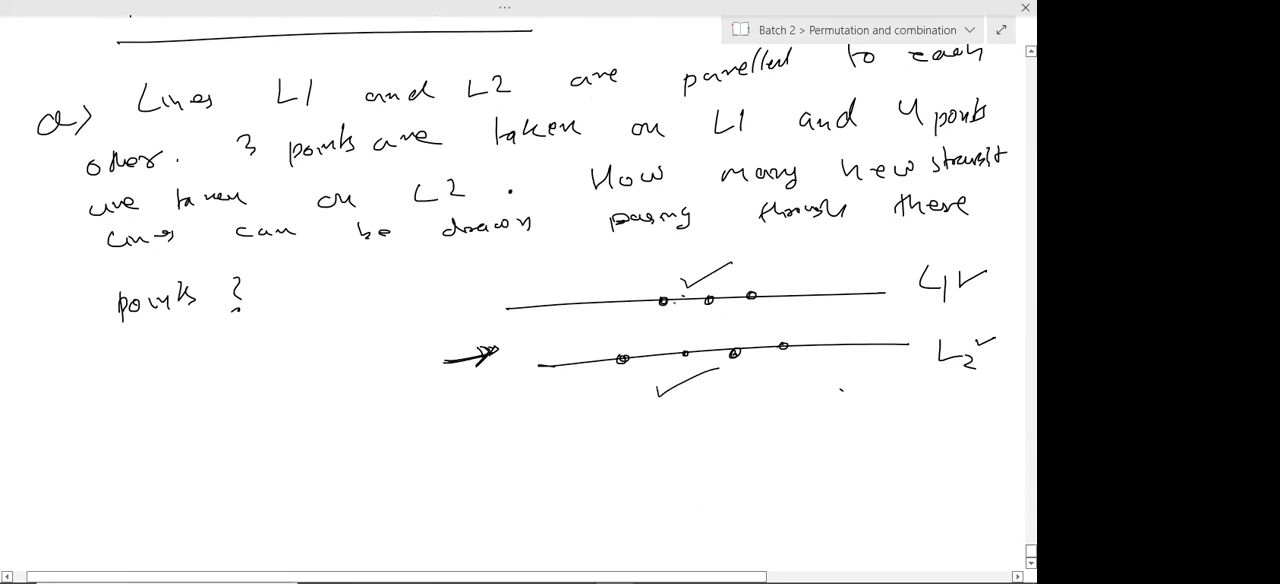 Batch 2 > Permutation and combination
Q) Lines L1 and L2 are parellel to each
other. 3 points are taken on L1 and 4 points
are taken on L2. How many new strait
lines can be drawn passing through these
points ?
L1
L2